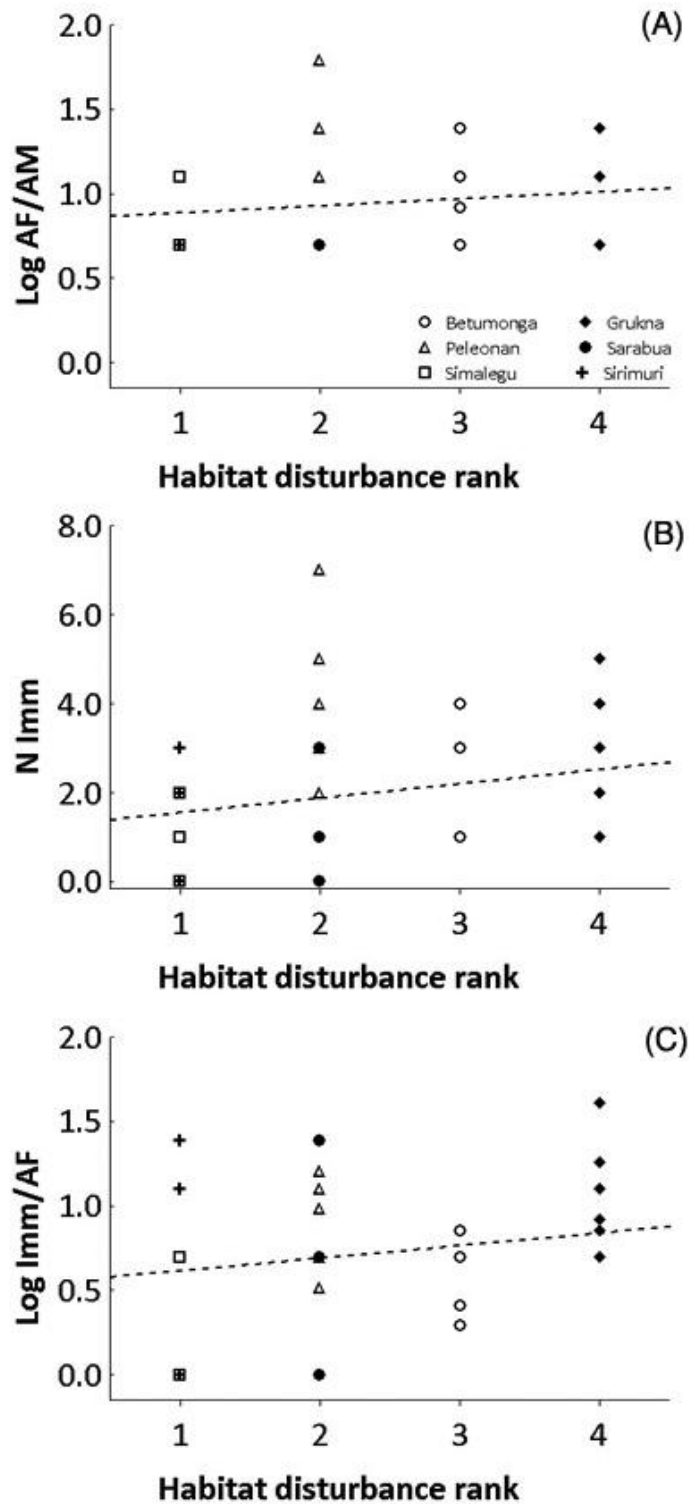 (A)
2.0
1.5
1.0
0.5
0.0
Log AF/AM
Betumonga Grukna
Peleonan Sarabua
Simalegu Sirimuri
1 2 3 4
Habitat disturbance rank
(B)
8.0
6.0
4.0
2.0
0.0
N Imm
1 2 3 4
Habitat disturbance rank
(C)
2.0
1.5
1.0
0.5
0.0
Log Imm/AF
1 2 3 4
Habitat disturbance rank